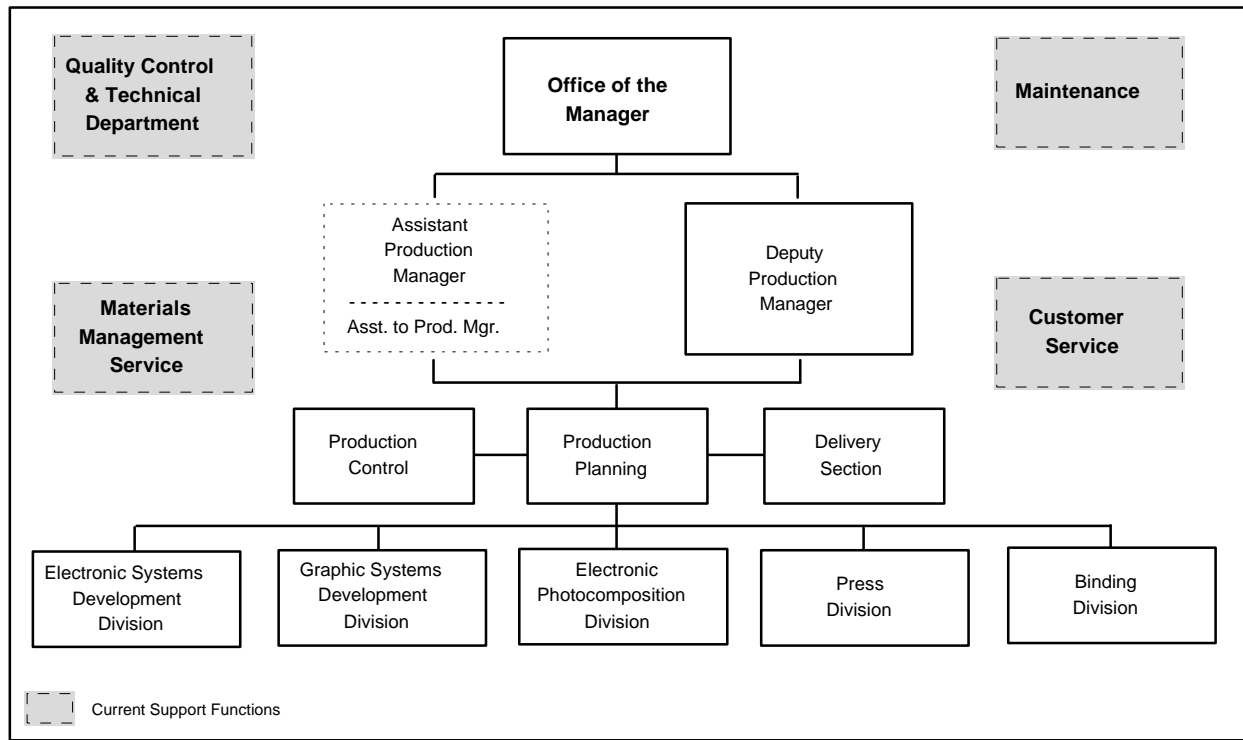 Quality Control
& Technical
Department
Office of the
Manager
Maintenance
Assistant
Production
Manager
Asst. to Prod. Mgr.
Deputy
Production
Manager
Materials
Management
Service
Customer
Service
Production
Control
Production
Planning
Delivery
Section
Electronic Systems
Development
Division
Graphic Systems
Development
Division
Electronic
Photocomposition
Division
Press
Division
Binding
Division
Current Support Functions